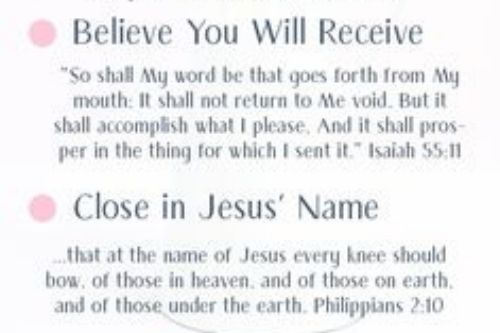 Believe You Will Receive
"So shall My word be that goes forth from My
mouth; It shall not return to Me void, But it
shall accomplish what I please, And it shall pros-
per in the thing for which I sent it." Isaiah 55:11
Close in Jesus' Name
...that at the name of Jesus every knee should
bow, of those in heaven, and of those on earth,
and of those under the earth. Philippians 2:10